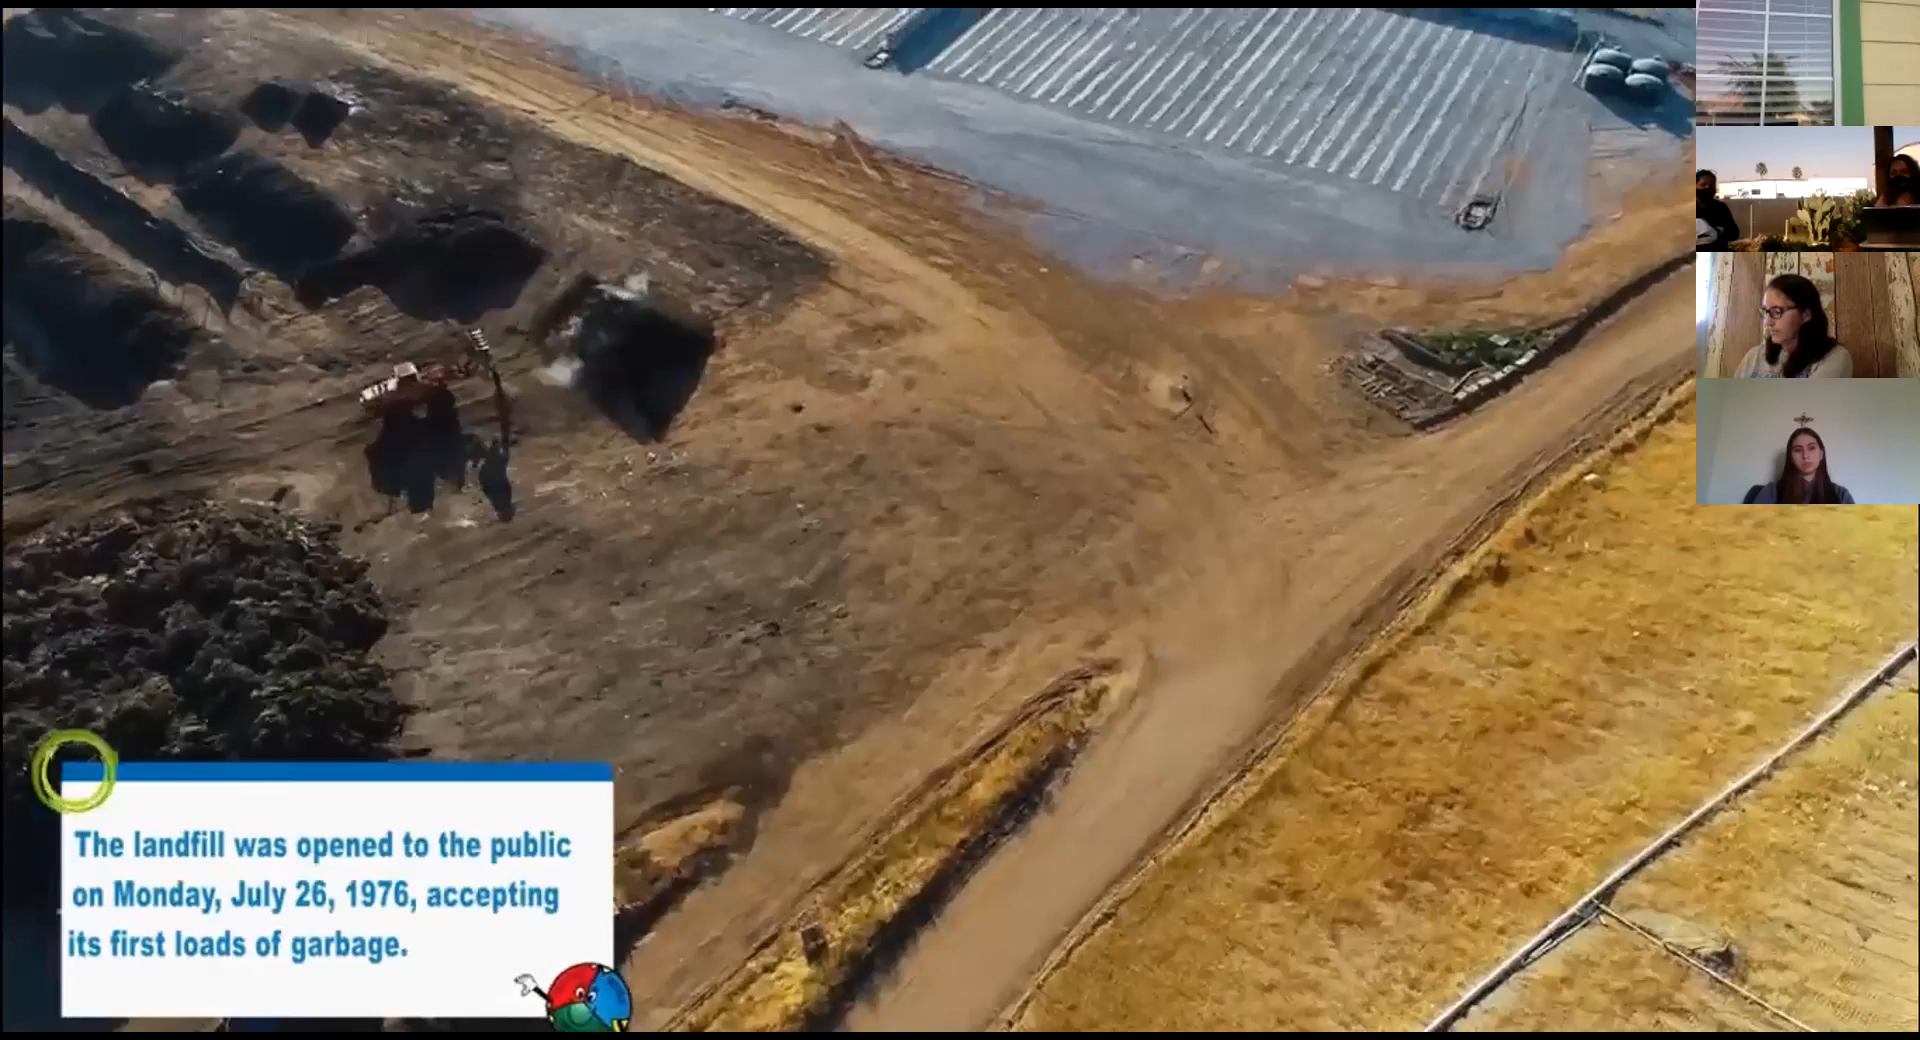 The landfill was opened to the public
on Monday, July 26, 1976, accepting
its first loads of garbage.